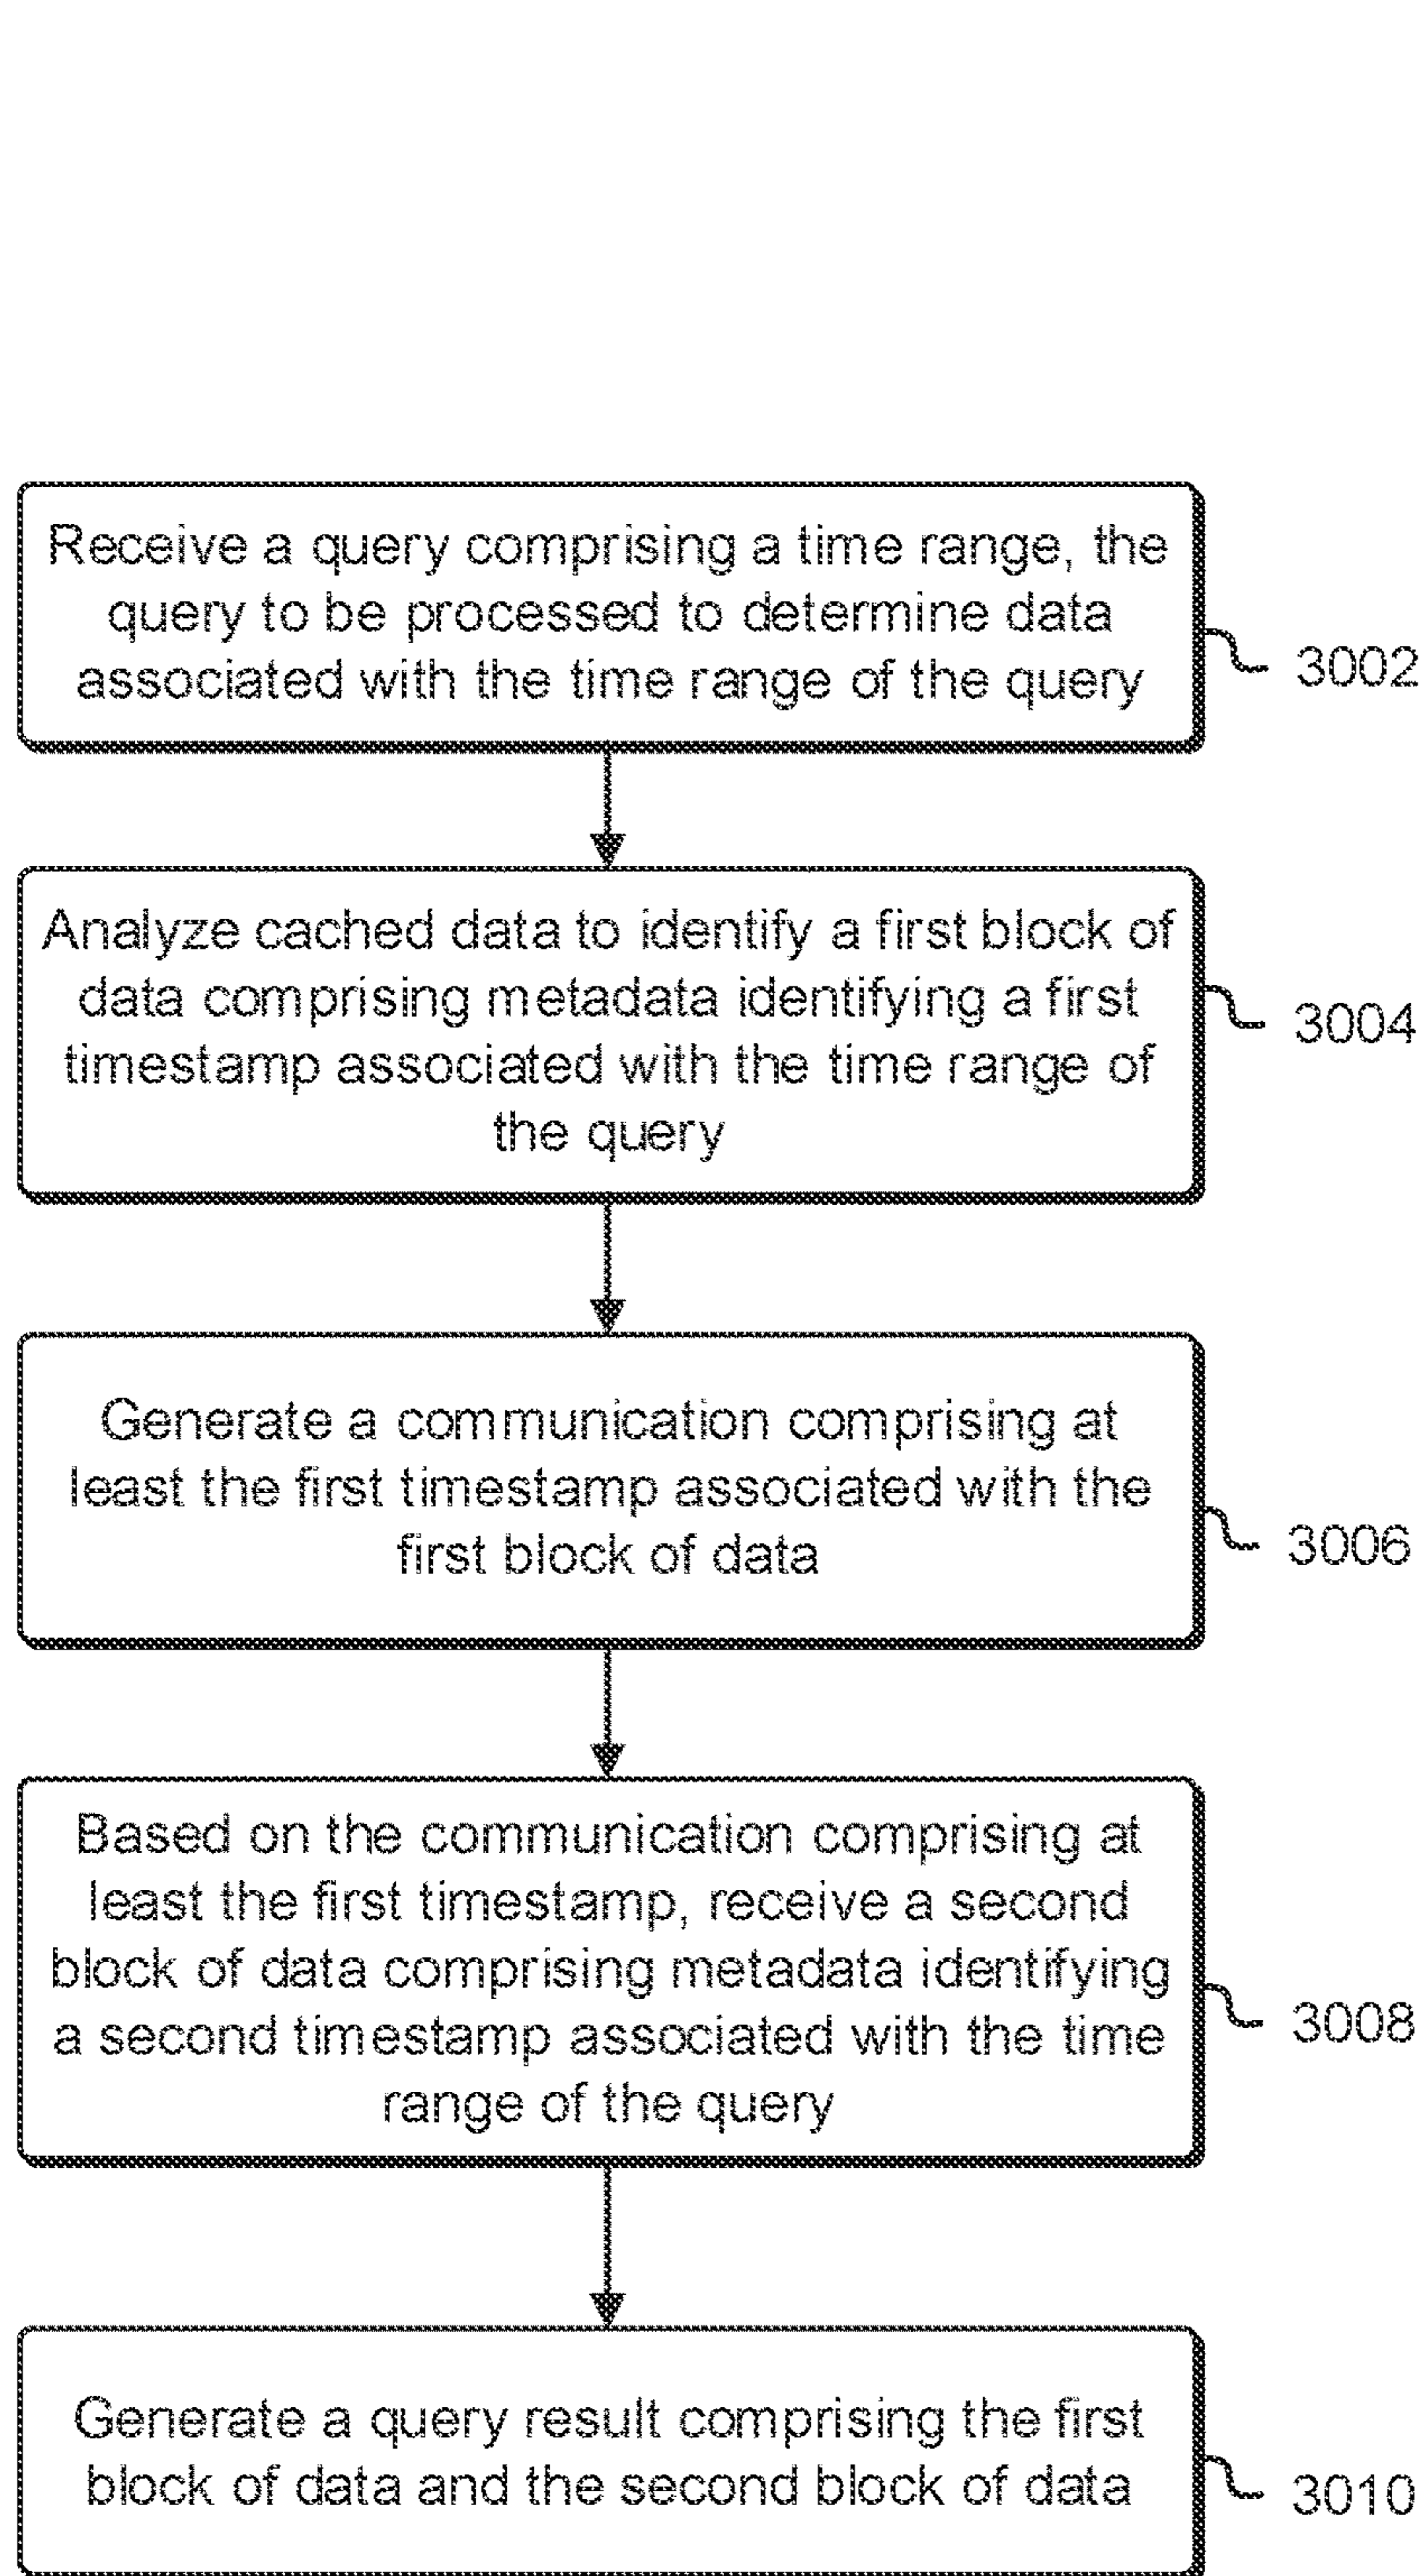 Receive a query comprising a time range, the
query to be processed to determine data
associated with the time range of the query
3002
Analyze cached data to identify a first block of
data comprising metadata identifying a first
timestamp associated with the time range of
the query
3004
Generate a communication comprising at
least the first timestamp associated with the
first block of data
3006
Based on the communication comprising at
least the first timestamp, receive a second
block of data comprising metadata identifying
a second timestamp associated with the time
range of the query
3008
Generate a query result comprising the first
block of data and the second block of data
3010